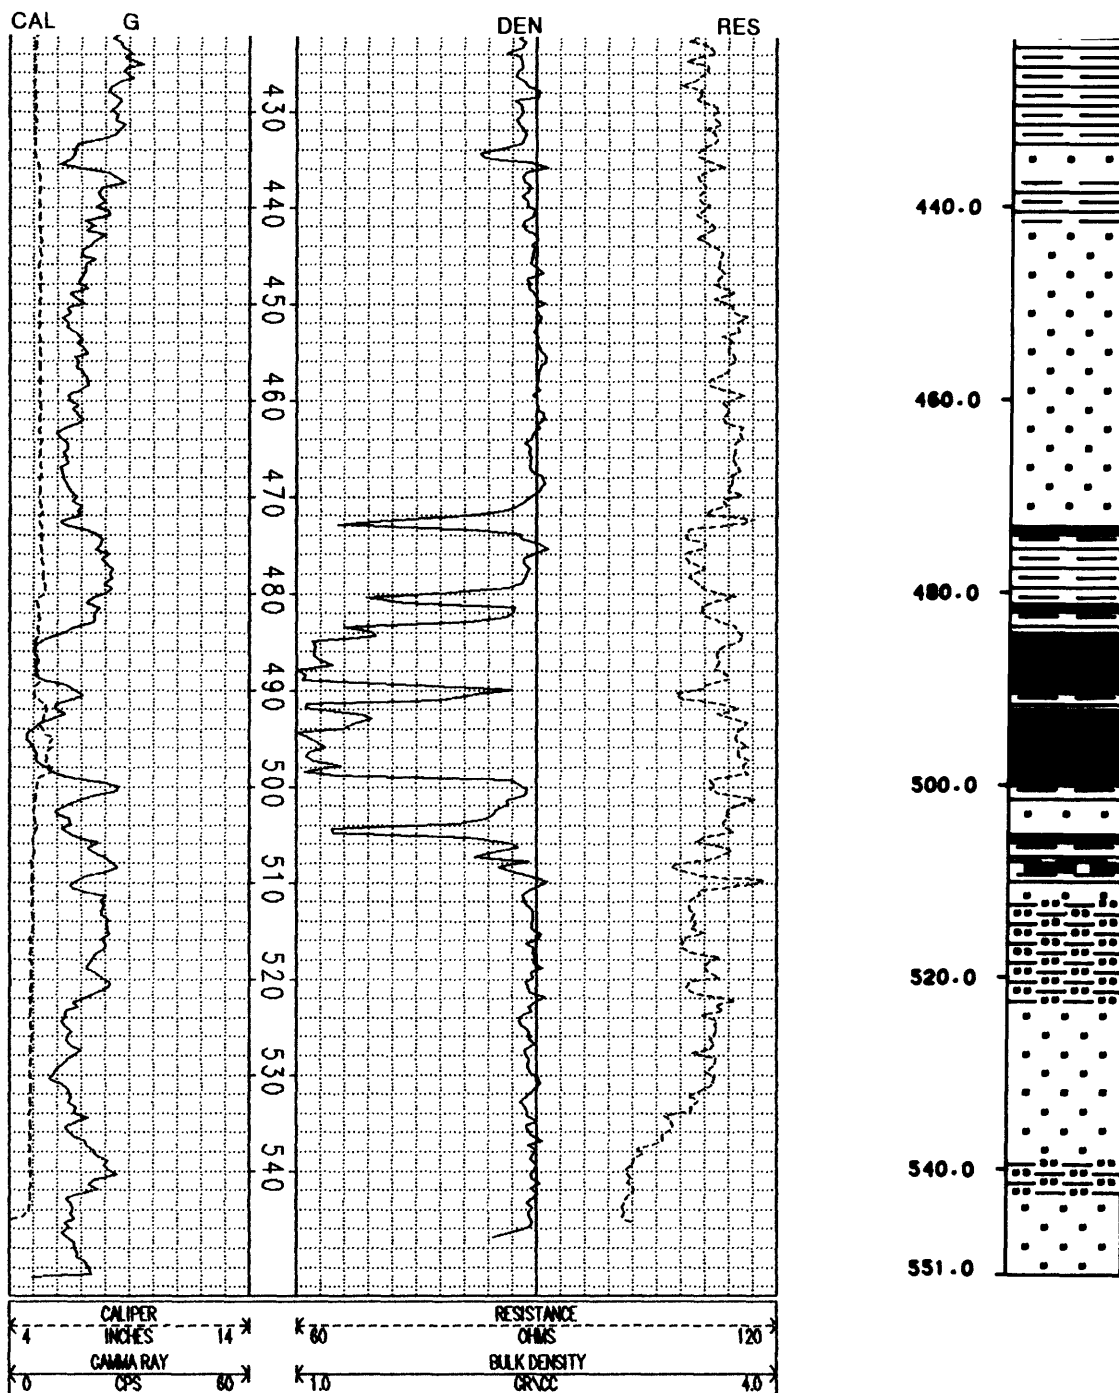 CAL G DEN RES
430
440
450
460
470
480
490
500
510
520
530
540
440.0
460.0
480.0
500.0
520.0
540.0
551.0
CALIPER
4 INCHES 14
GAMMA RAY
0 CPS 60
RESISTANCE
60 OHMS 120
BULK DENSITY
1.0 GR\CC 4.0